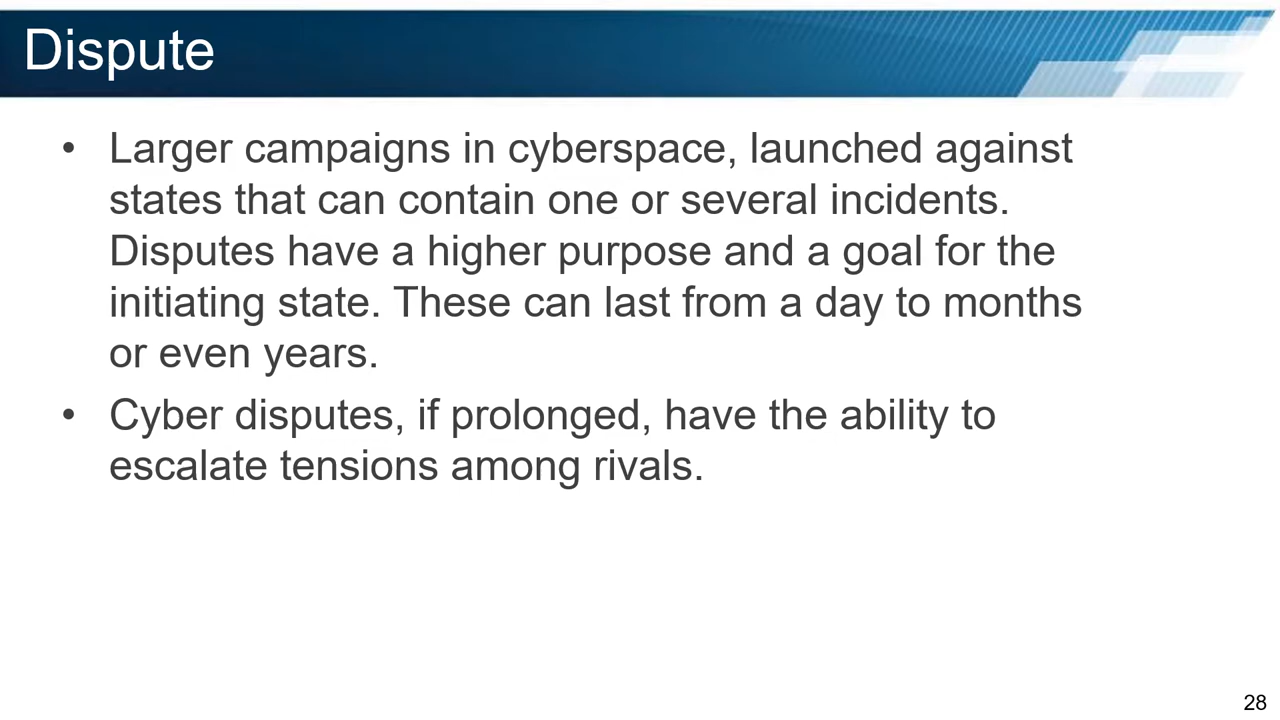 Dispute
• Larger campaigns in cyberspace, launched against
states that can contain one or several incidents.
Disputes have a higher purpose and a goal for the
initiating state. These can last from a day to months
or even years.
• Cyber disputes, if prolonged, have the ability to
escalate tensions among rivals.
28